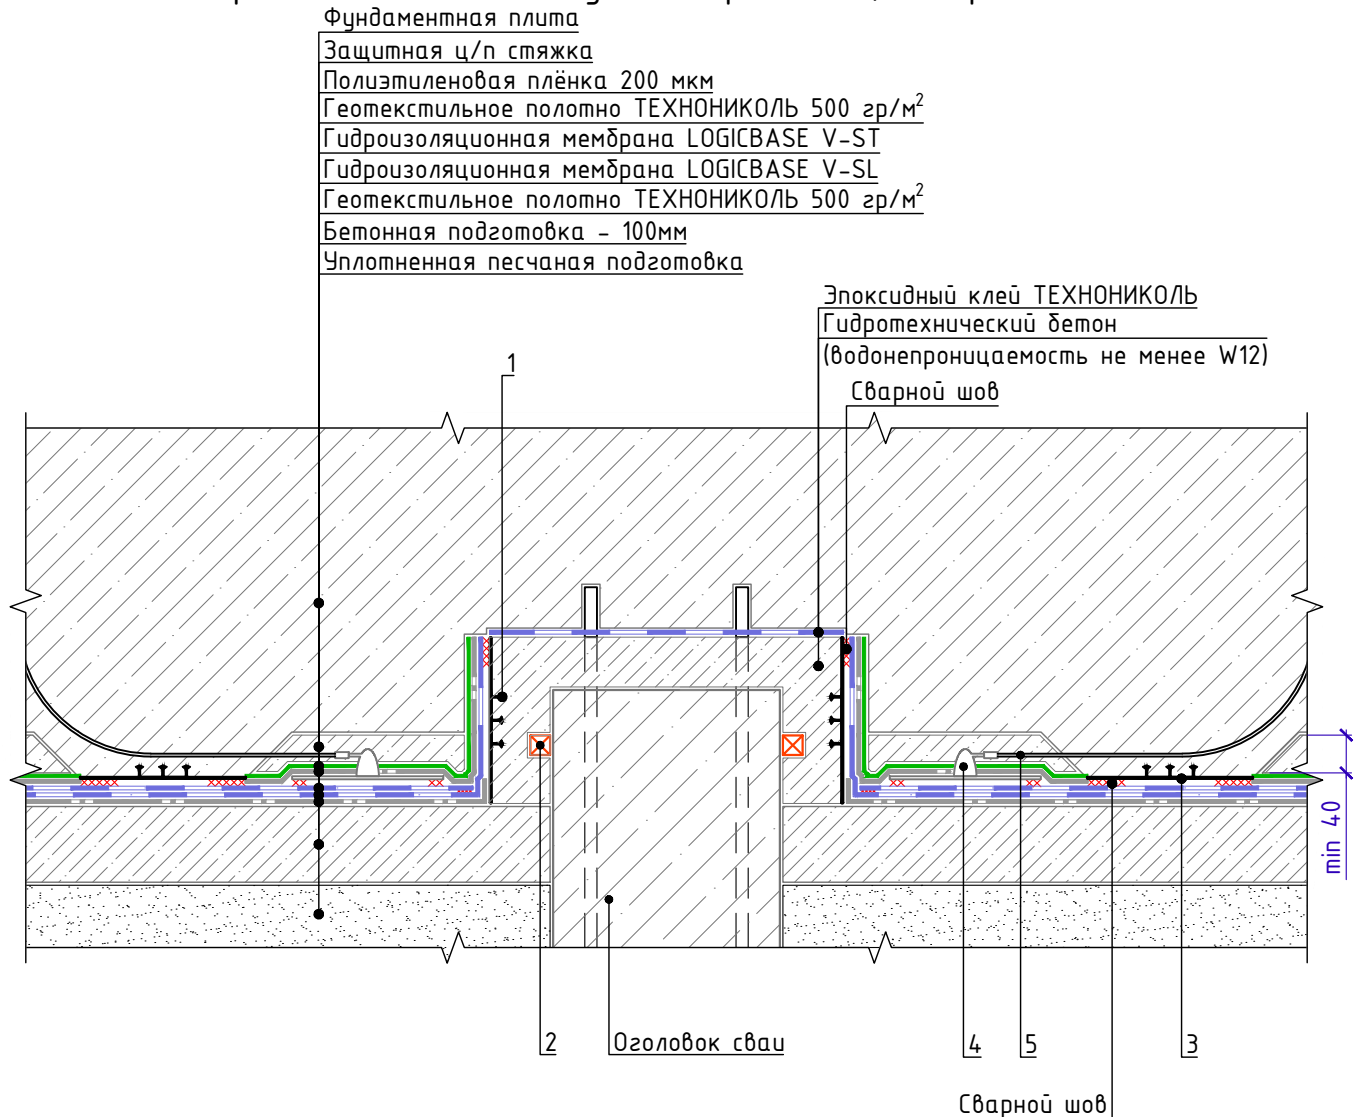 Фундаментная плита
Защитная ц/п стяжка
Полиэтиленовая плёнка 200 мкм
Геотекстильное полотно ТЕХНОНИКОЛЬ 500 гр/м²
Гидроизоляционная мембрана LOGICBASE V-ST
Гидроизоляционная мембрана LOGICBASE V-SL
Геотекстильное полотно ТЕХНОНИКОЛЬ 500 гр/м²
Бетонная подготовка - 100мм
Уплотненная песчаная подготовка
Эпоксидный клей ТЕХНОНИКОЛЬ
Гидротехнический бетон
(водонепроницаемость не менее W12)
1
Сварной шов
min 40
2
Оголовок сваи
4
5
3
Сварной шов